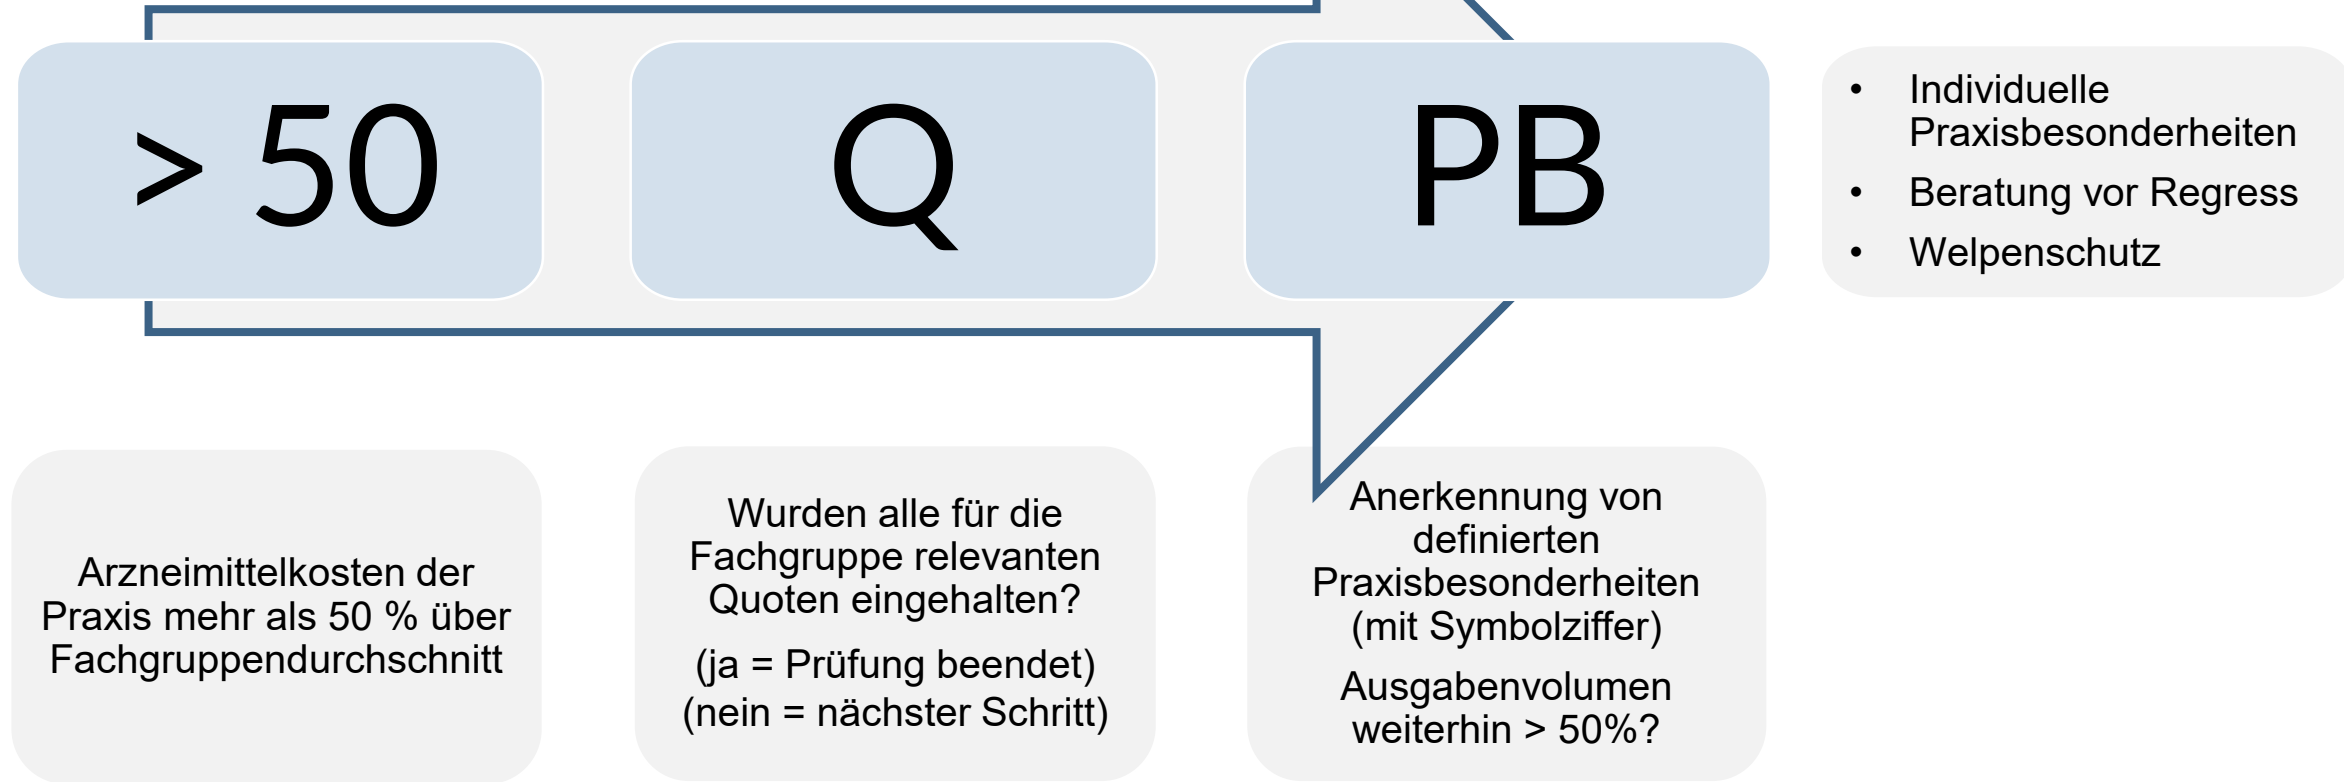 > 50
Q
PB
• Individuelle
Praxisbesonderheiten
• Beratung vor Regress
• Welpenschutz
Arzneimittelkosten der
Praxis mehr als 50 % über
Fachgruppendurchschnitt
Wurden alle für die
Fachgruppe relevanten
Quoten eingehalten?
(ja = Prüfung beendet)
(nein = nächster Schritt)
Anerkennung von
definierten
Praxisbesonderheiten
(mit Symbolziffer)
Ausgabenvolumen
weiterhin > 50%?